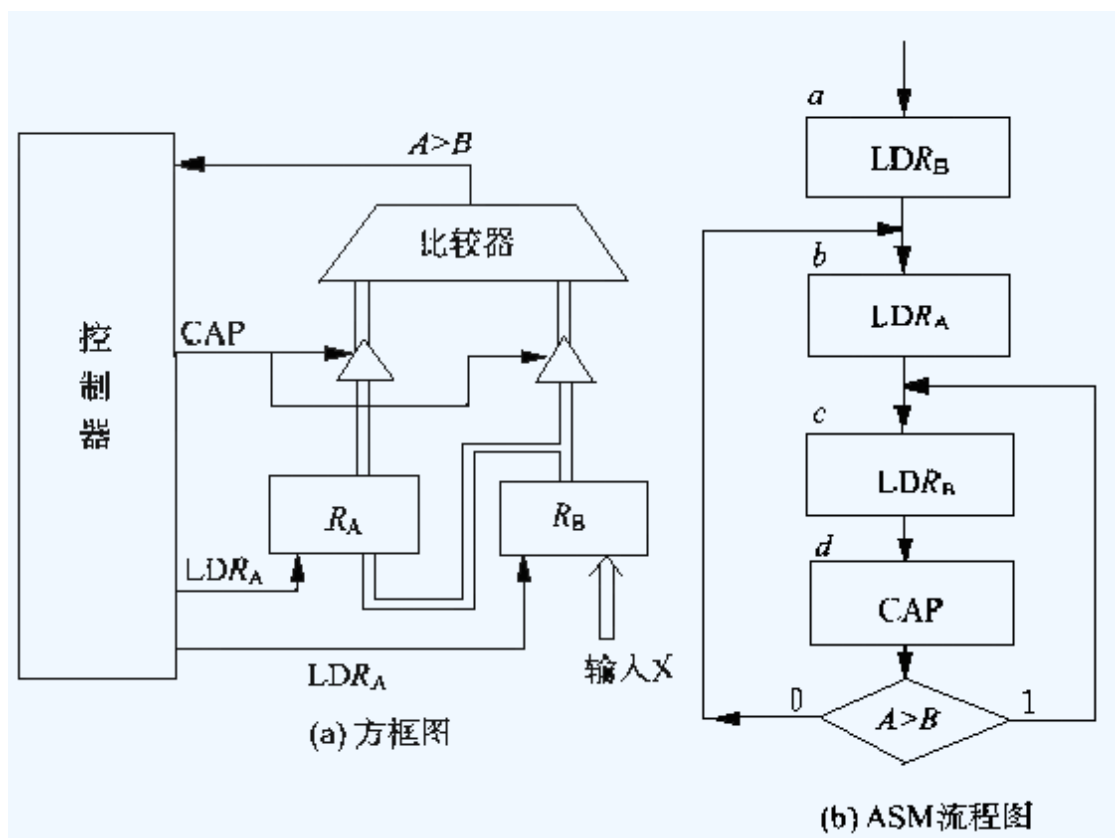 A>B
比较器
控制器
CAP
R_A
R_B
LDR_A
LDR_A
输入X
(a) 方框图
a
LDR_B
b
LDR_A
c
LDR_B
d
CAP
A>B
0
1
(b) ASM流程图